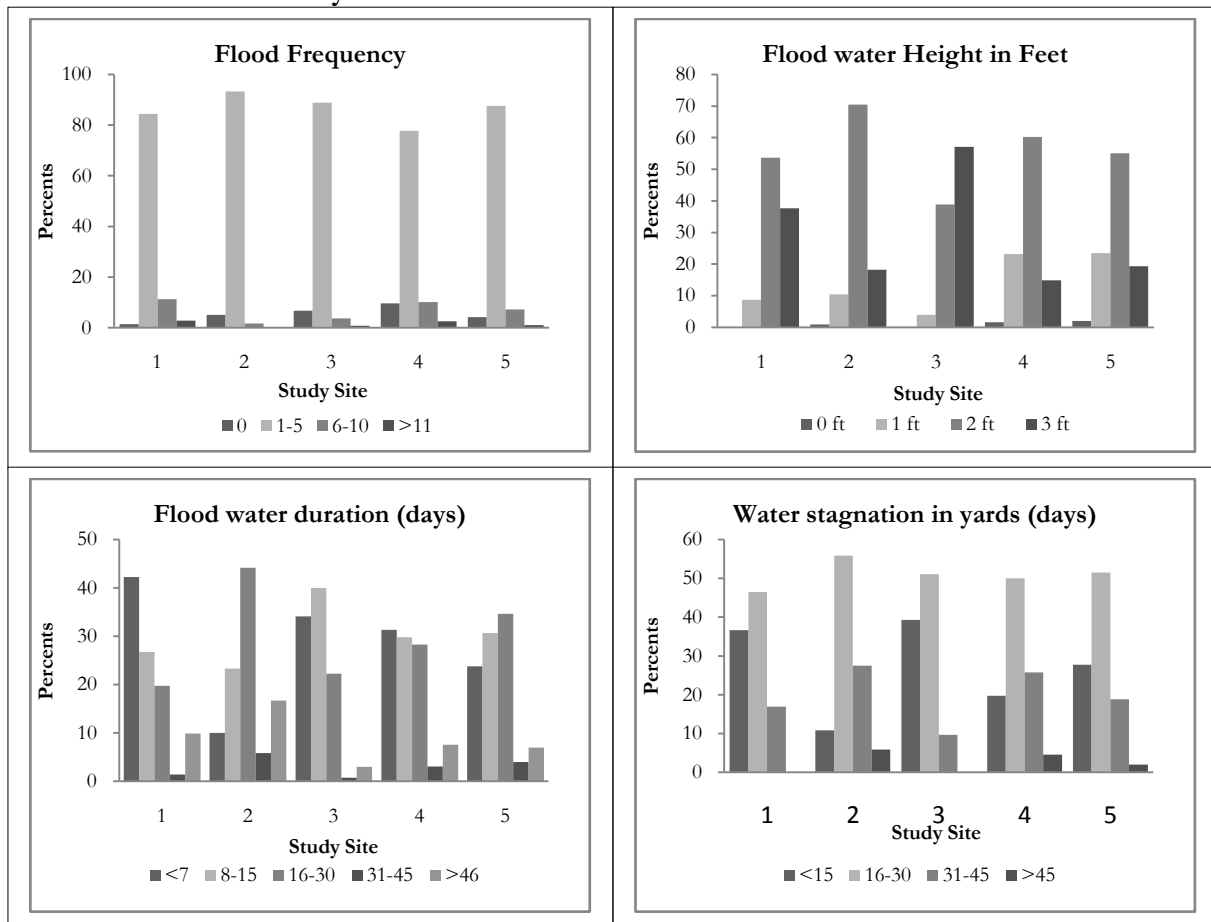 y
Flood Frequency
100
80
60
40
20
0
Percents
1 2 3 4 5
Study Site
0 1-5 6-10 >11
Flood water Height in Feet
80
70
60
50
40
30
20
10
0
Percents
1 2 3 4 5
Study Site
0 ft 1 ft 2 ft 3 ft
Flood water duration (days)
50
40
30
20
10
0
Percents
1 2 3 4 5
Study Site
<7 8-15 16-30 31-45 >46
Water stagnation in yards (days)
60
50
40
30
20
10
0
Percents
1 2 3 4 5
Study Site
<15 16-30 31-45 >45